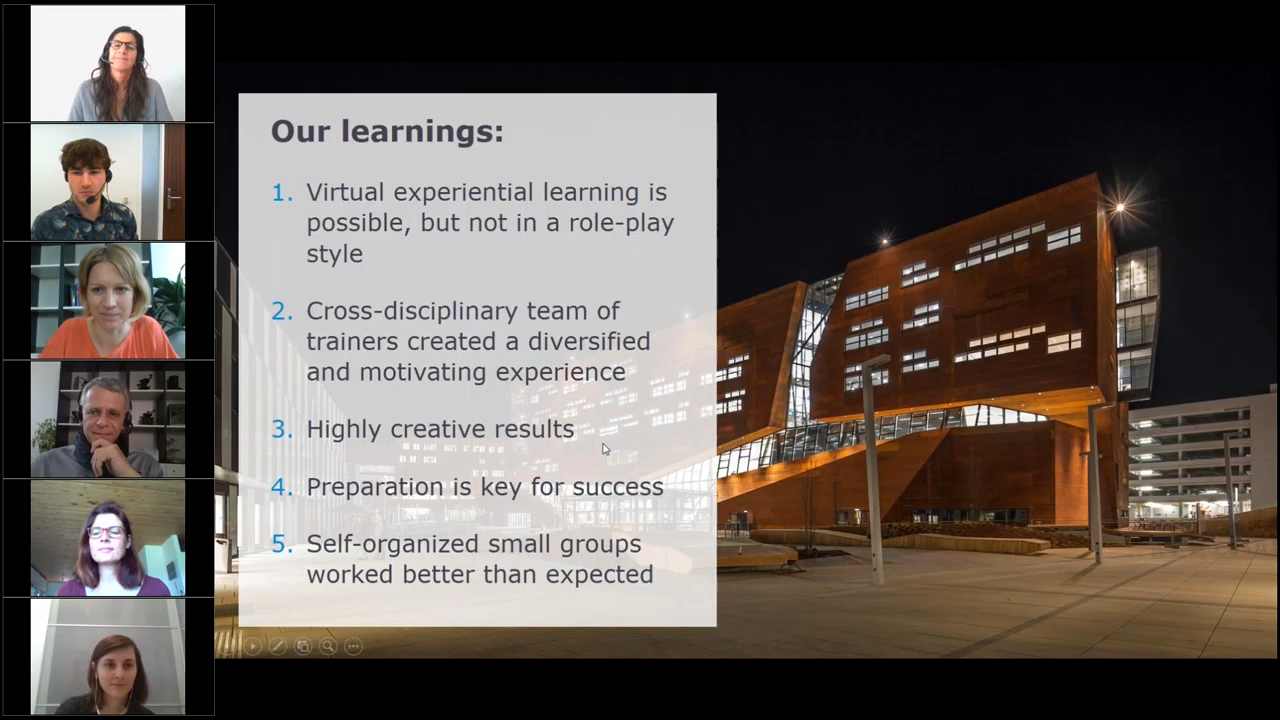 Our learnings:
1. Virtual experiential learning is
possible, but not in a role-play
style
2. Cross-disciplinary team of
trainers created a diversified
and motivating experience
3. Highly creative results
4. Preparation is key for success
5. Self-organized small groups
worked better than expected